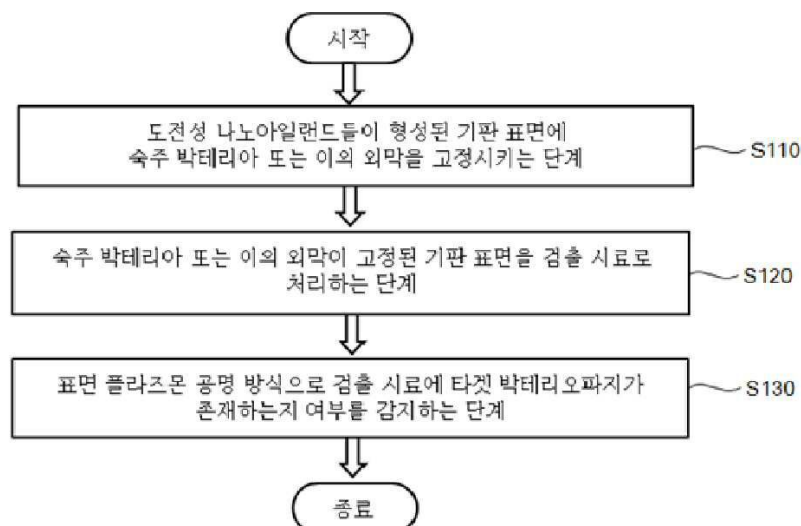 시작
도전성 나노아일랜드들이 형성된 기판 표면에
숙주 박테리아 또는 이의 외막을 고정시키는 단계
S110
숙주 박테리아 또는 이의 외막이 고정된 기판 표면을 검출 시료로
처리하는 단계
S120
표면 플라즈몬 공명 방식으로 검출 시료에 타겟 박테리오파지가
존재하는지 여부를 감지하는 단계
S130
종료